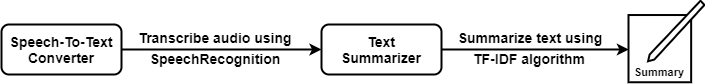 Speech-To-Text
Converter
Transcribe audio using
SpeechRecognition
Text
Summarizer
Summarize text using
TF-IDF algorithm
Summary